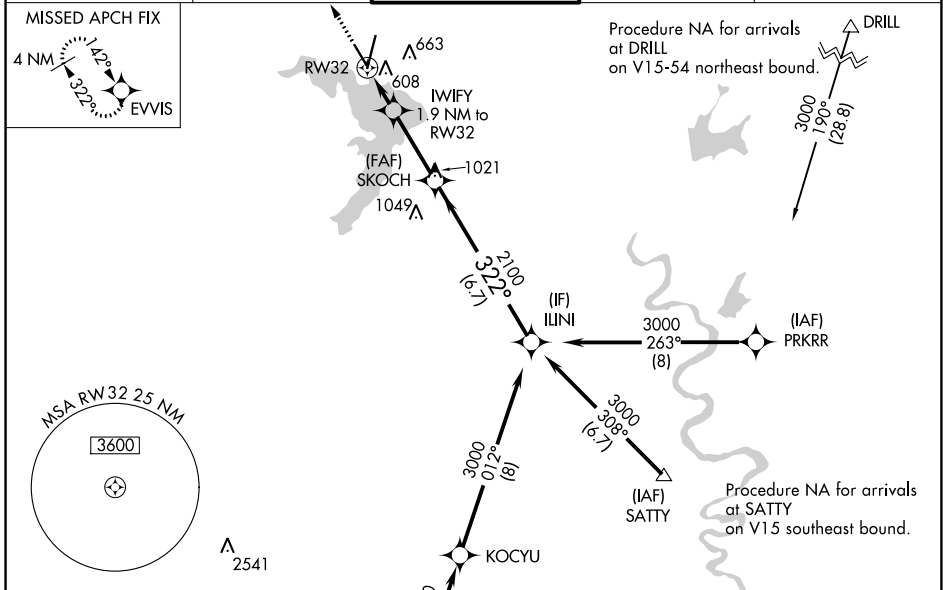 MISSED APCH FIX
4 NM
142°
322°
EVVIS
RW32
663
608
IWIFY
1.9 NM to
RW32
(FAF)
SKOCH
1021
1049
2100
322°
(6.7)
Procedure NA for arrivals
at DRILL
on V15-54 northeast bound.
DRILL
3000
190°
(28.8)
(IF)
ILINI
3000
263°
(8)
(IAF)
PRKRR
3000
308°
(6.7)
(IAF)
SATTY
Procedure NA for arrivals
at SATTY
on V15 southeast bound.
3000
012°
(8)
KOCYU
MSA RW32 25 NM
3600
2541